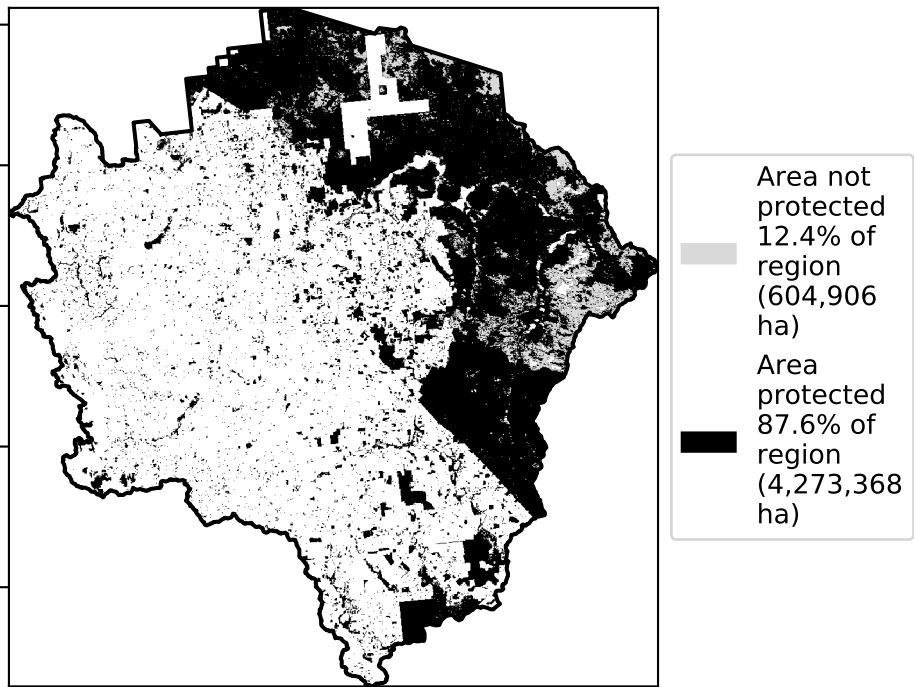 Area not
protected
12.4% of
region
(604,906
ha)
Area
protected
87.6% of
region
(4,273,368
ha)